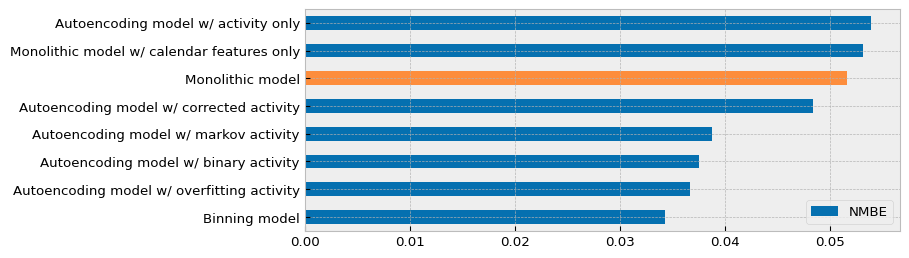 Autoencoding model w/ activity only
Monolithic model w/ calendar features only
Monolithic model
Autoencoding model w/ corrected activity
Autoencoding model w/ markov activity
Autoencoding model w/ binary activity
Autoencoding model w/ overfitting activity
Binning model
NMBE
0.00 0.01 0.02 0.03 0.04 0.05